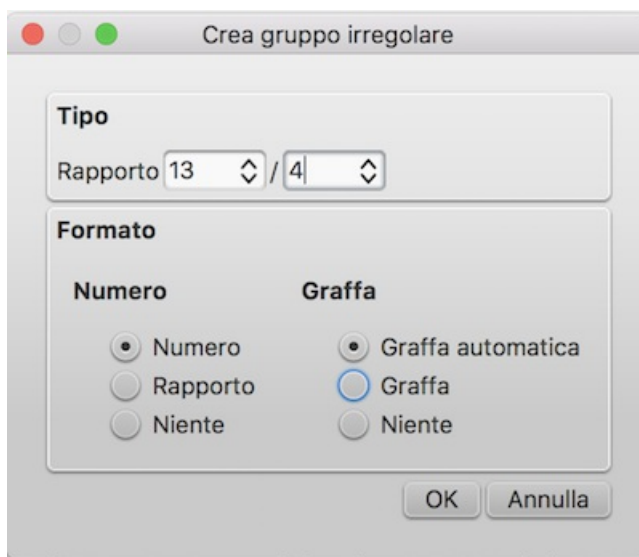 Crea gruppo irregolare
Tipo
Rapporto 13 / 4
Formato
Numero Graffa
Numero Graffa automatica
Rapporto Graffa
Niente Niente
OK Annulla